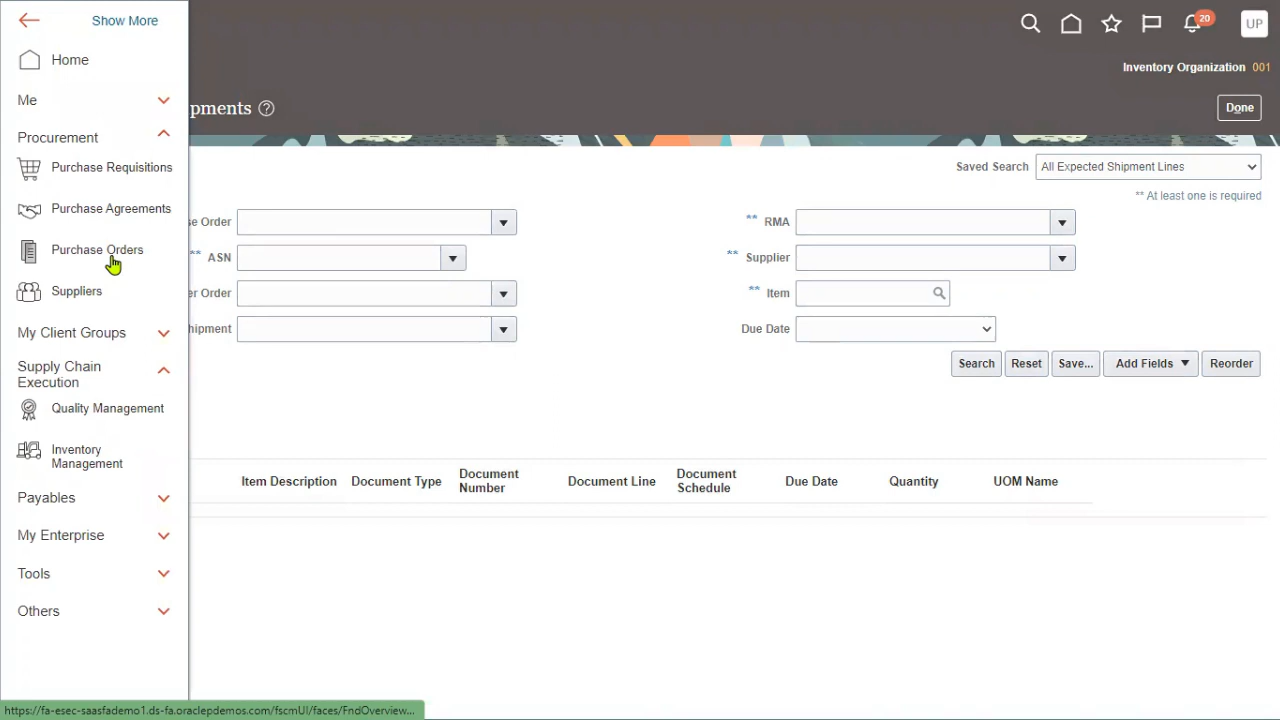 Show More
20
UP
Home
Inventory Organization 001
Me
pments
Done
Procurement
Purchase Requisitions
Saved Search All Expected Shipment Lines
** At least one is required
Purchase Agreements
se Order
** RMA
Purchase Orders
** ASN
** Supplier
Suppliers
er Order
** Item
My Client Groups
hipment
Due Date
Search Reset Save... Add Fields Reorder
Supply Chain
Execution
Quality Management
Inventory
Management
Item Description Document Type Document
Number Document Line Document
Schedule Due Date Quantity UOM Name
Payables
My Enterprise
Tools
Others
https://fa-esec-saasfademo1.ds-fa.oraclepdemos.com/fscmUI/faces/FndOverview...